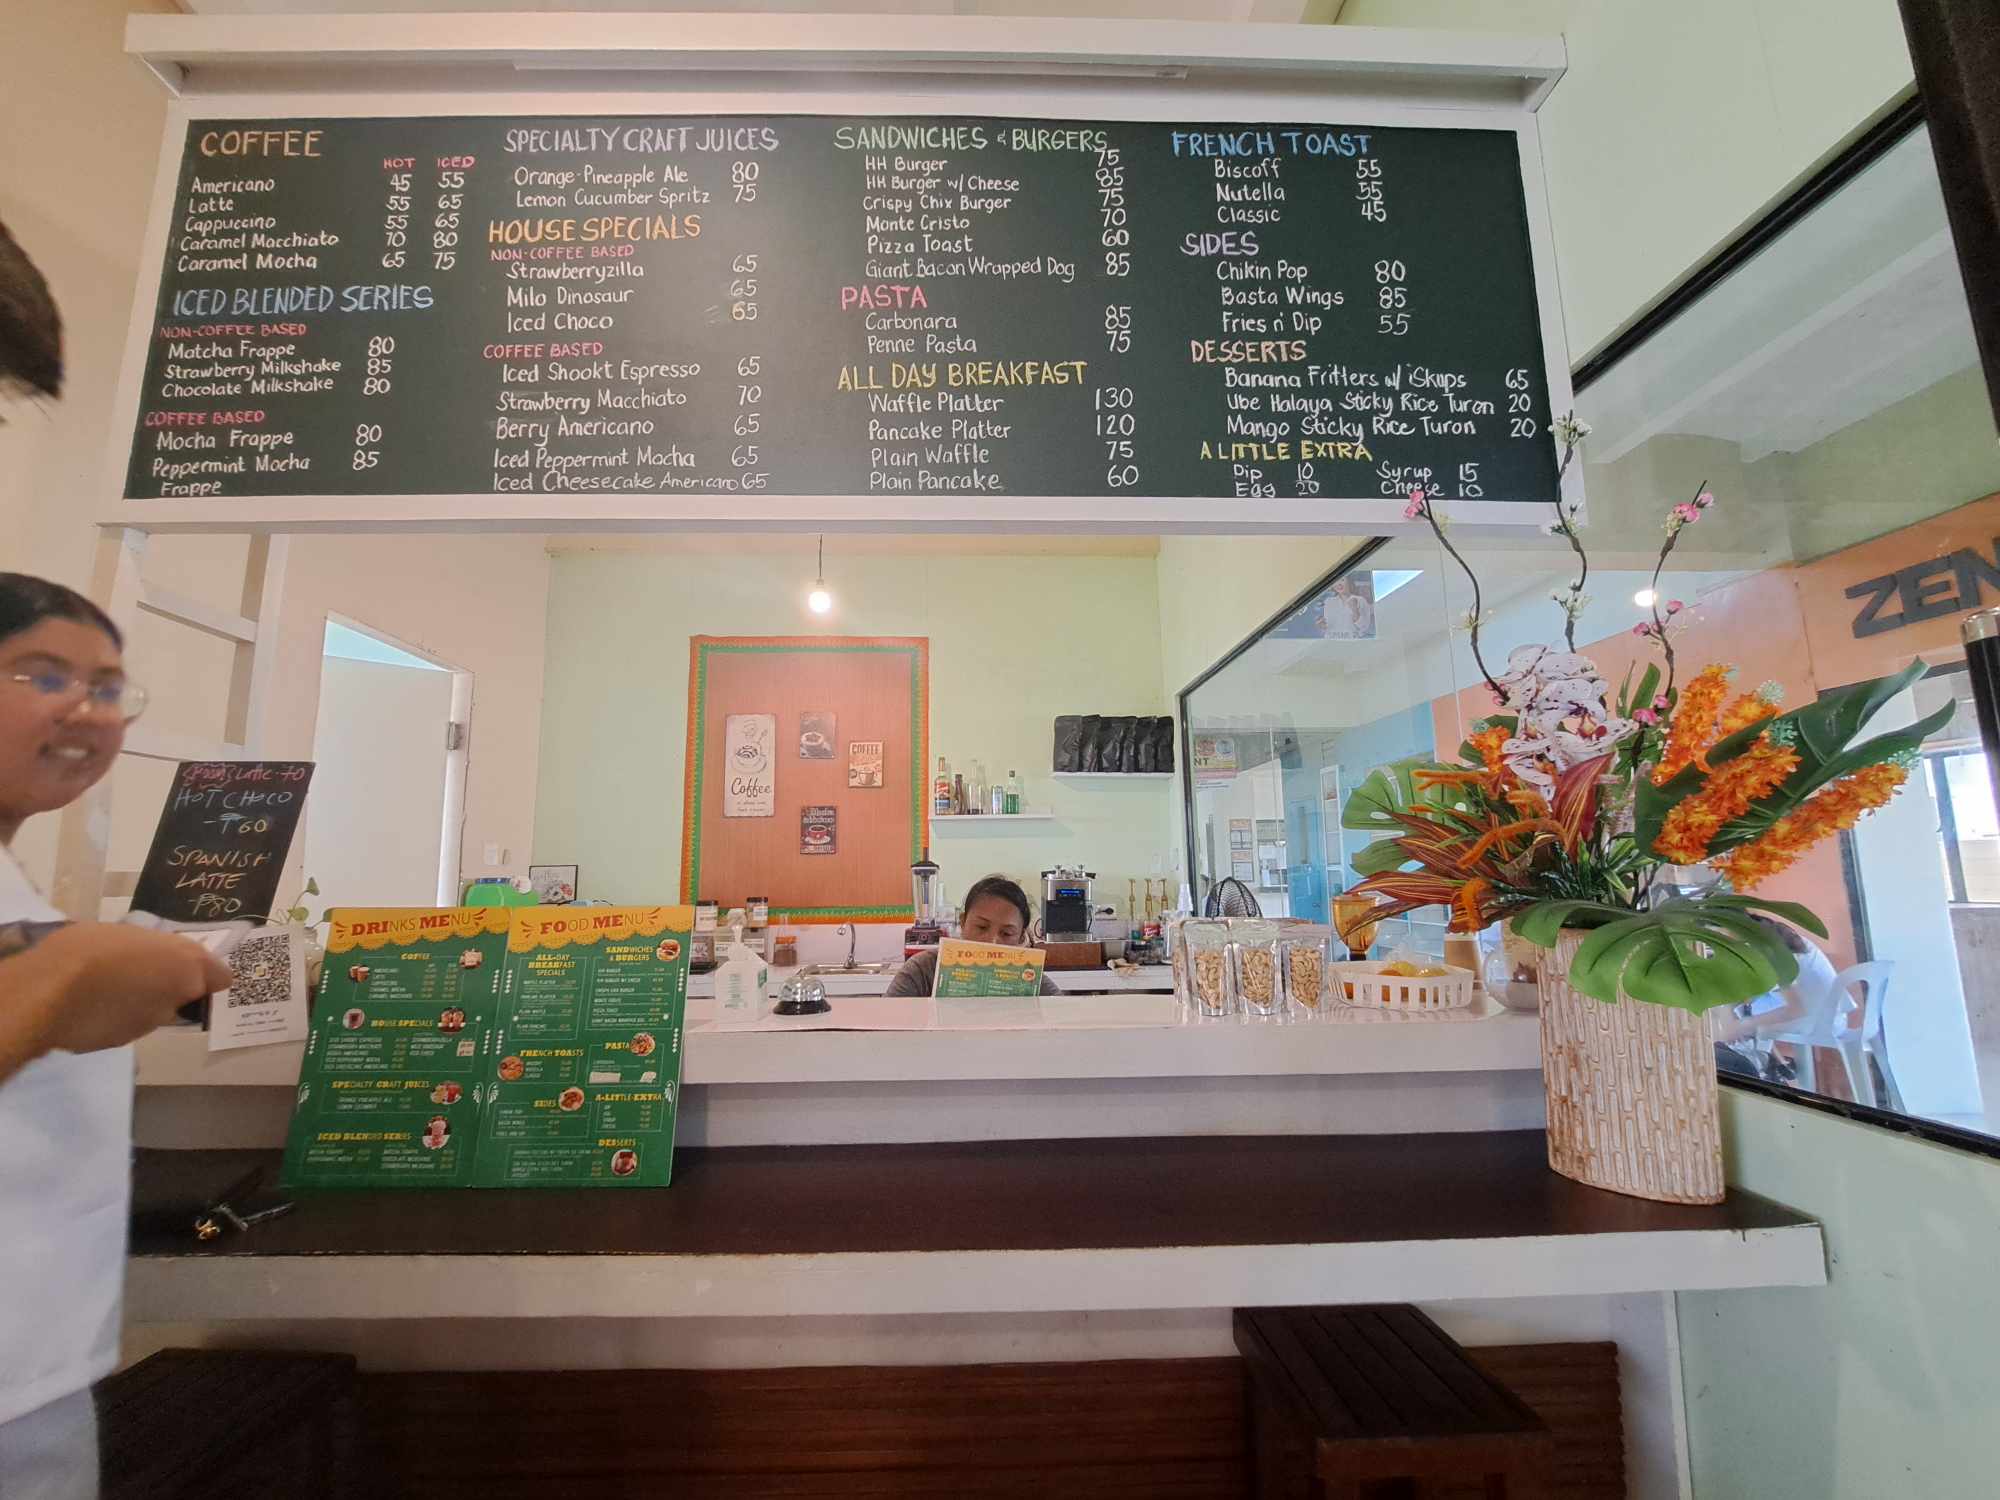 COFFEE
HOT ICED
Americano 45 55
Latte 55 65
Cappuccino 55 65
Caramel Macchiato 70 80
Caramel Mocha 65 75
ICED BLENDED SERIES
NON-COFFEE BASED
Matcha Frappe 80
Strawberry Milkshake 85
Chocolate Milkshake 80
COFFEE BASED
Mocha Frappe 80
Peppermint Mocha 85
Frappe
SPECIALTY CRAFT JUICES
Orange-Pineapple Ale 80
Lemon Cucumber Spritz 75
HOUSE SPECIALS
NON-COFFEE BASED
Strawberryzilla 65
Milo Dinosaur 65
Iced Choco 65
COFFEE BASED
Iced Shookt Espresso 65
Strawberry Macchiato 70
Berry Americano 65
Iced Peppermint Mocha 65
Iced Cheesecake Americano 65
SANDWICHES & BURGERS
HH Burger 75
HH Burger w/ Cheese 85
Crispy Chix Burger 75
Monte Cristo 70
Pizza Toast 60
Giant Bacon Wrapped Dog 85
PASTA
Carbonara 85
Penne Pasta 75
ALL DAY BREAKFAST
Waffle Platter 130
Pancake Platter 120
Plain Waffle 75
Plain Pancake 60
FRENCH TOAST
Biscoff 55
Nutella 55
Classic 45
SIDES
Chikin Pop 80
Basta Wings 85
Fries n' Dip 55
DESSERTS
Banana Fritters w/ iSkups 65
Ube Halaya Sticky Rice Turon 20
Mango Sticky Rice Turon 20
A LITTLE EXTRA
Dip 10 Syrup 15
Egg 20 Cheese 10
ZEN
Latte-70
HOT CHOCO
-₱60
SPANISH
LATTE
-₱80
COFFEE
Coffee
DRINKS MENU
COFFEE
HOUSE SPECIALS
SPECIALTY CRAFT JUICES
ICED BLENDED SERIES
FOOD MENU
ALL-DAY
BREAKFAST
SPECIALS
SANDWICHES
& BURGERS
FRENCH TOASTS
PASTA
SIDES
A-LITTLE-EXTRA
DESSERTS
FOOD MENU